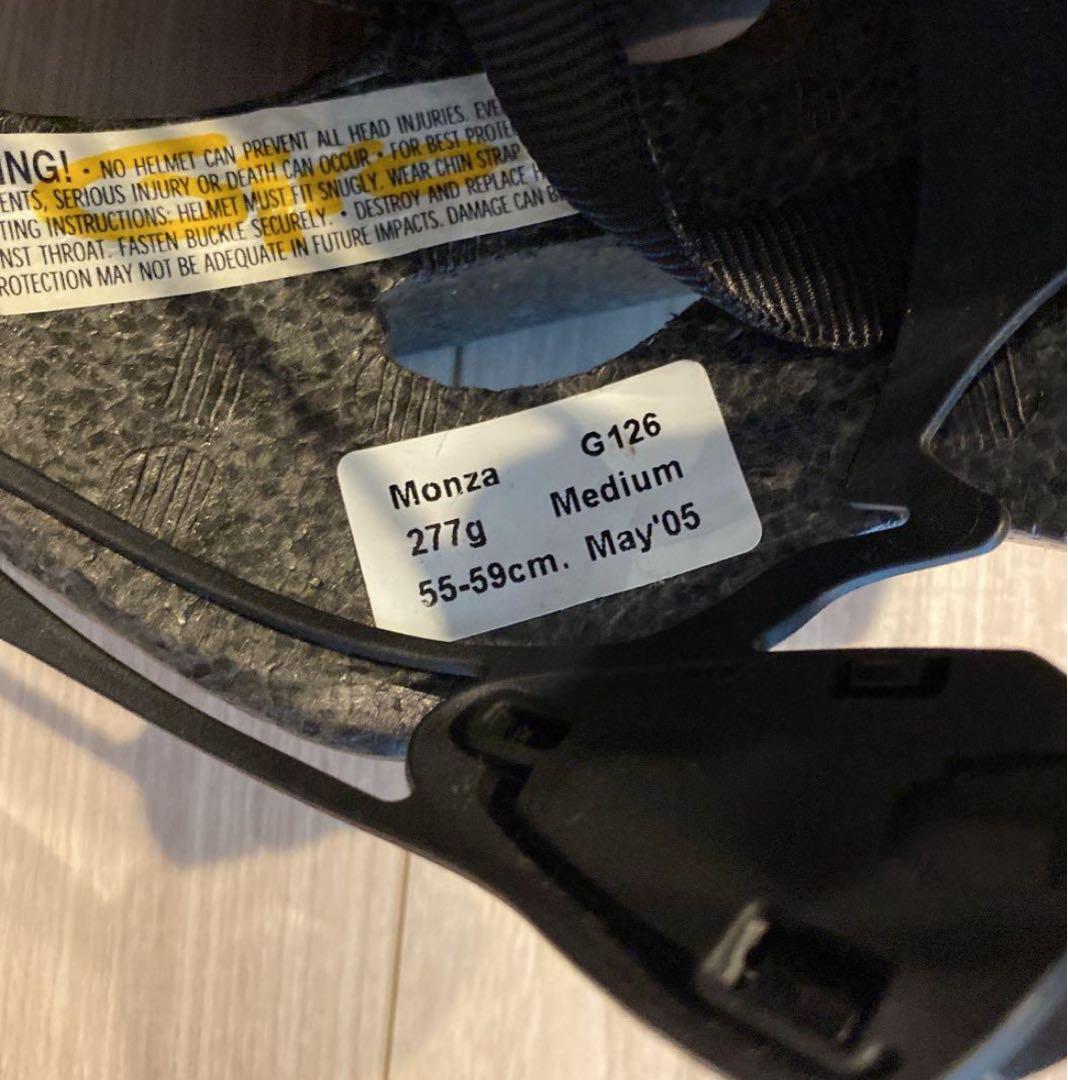 ING! • NO HELMET CAN PREVENT ALL HEAD INJURIES. EVE
ENTS, SERIOUS INJURY OR DEATH CAN OCCUR • FOR BEST PROTE
TING INSTRUCTIONS: HELMET MUST FIT SNUGLY. WEAR CHIN STRAP
NST THROAT. FASTEN BUCKLE SECURELY. • DESTROY AND REPLACE H
ROTECTION MAY NOT BE ADEQUATE IN FUTURE IMPACTS. DAMAGE CAN B
Monza G126
277g Medium
55-59cm. May'05